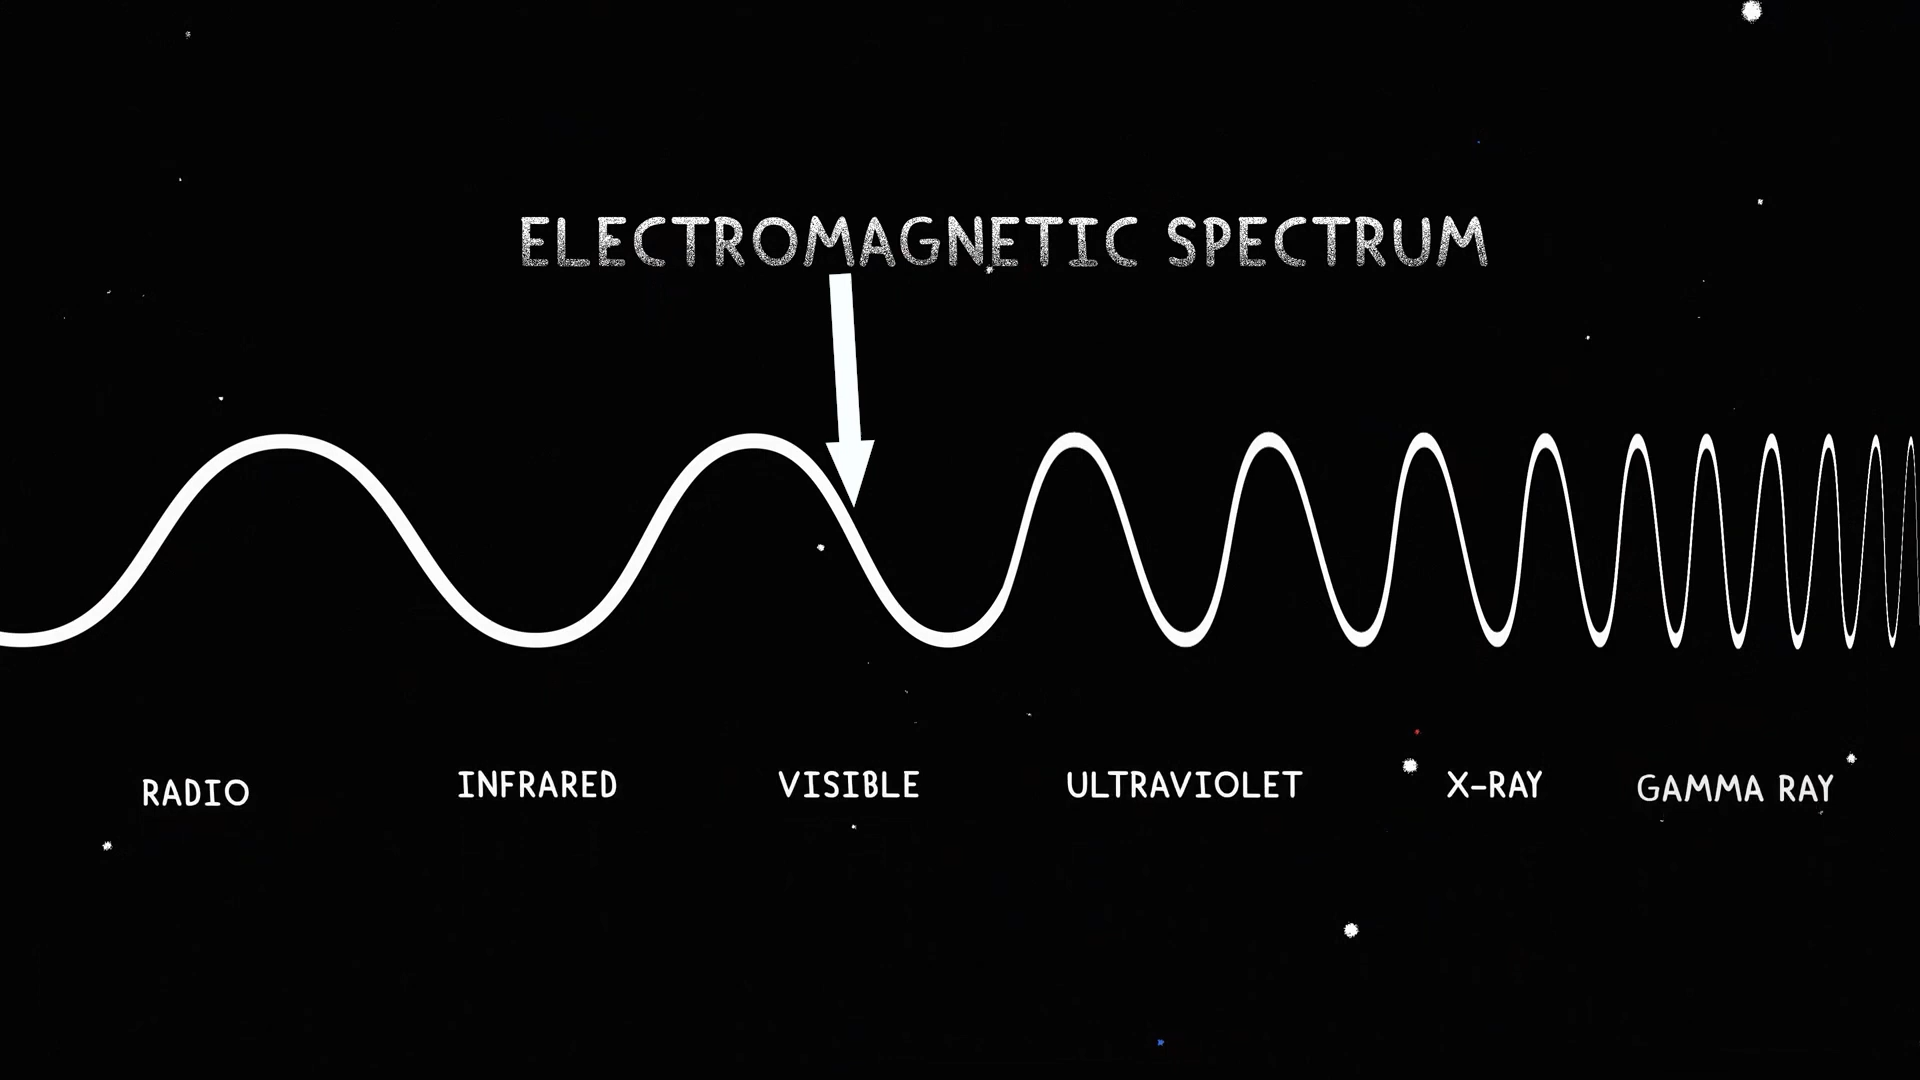 ELECTROMAGNETIC SPECTRUM
RADIO INFRARED VISIBLE ULTRAVIOLET X-RAY GAMMA RAY